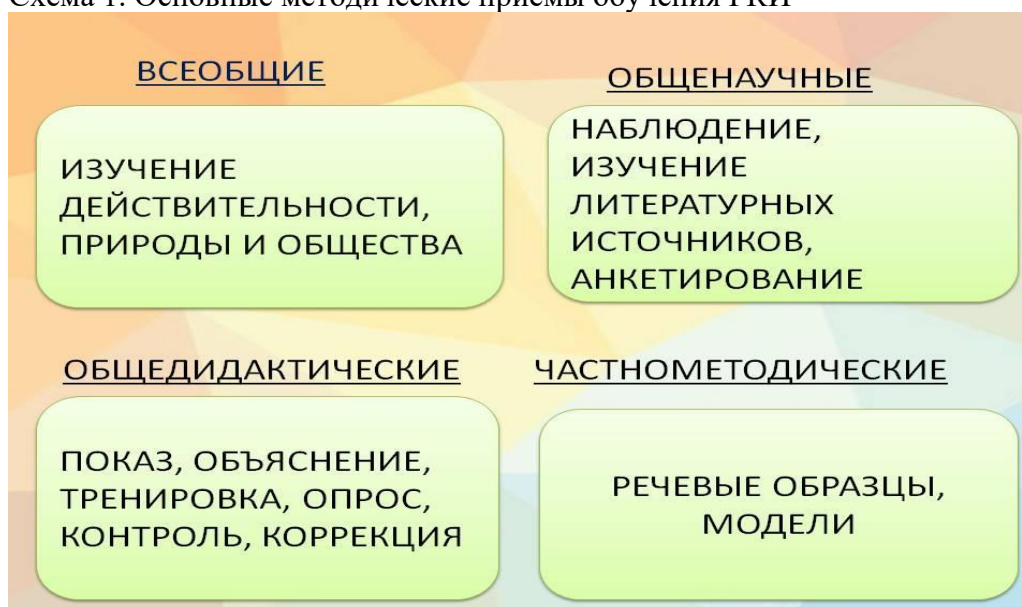 Схема 1. Основные методические приемы обучения РКИ
ВСЕОБЩИЕ
ИЗУЧЕНИЕ
ДЕЙСТВИТЕЛЬНОСТИ,
ПРИРОДЫ И ОБЩЕСТВА
ОБЩЕНАУЧНЫЕ
НАБЛЮДЕНИЕ,
ИЗУЧЕНИЕ
ЛИТЕРАТУРНЫХ
ИСТОЧНИКОВ,
АНКЕТИРОВАНИЕ
ОБЩЕДИДАКТИЧЕСКИЕ
ПОКАЗ, ОБЪЯСНЕНИЕ,
ТРЕНИРОВКА, ОПРОС,
КОНТРОЛЬ, КОРРЕКЦИЯ
ЧАСТНОМЕТОДИЧЕСКИЕ
РЕЧЕВЫЕ ОБРАЗЦЫ,
МОДЕЛИ